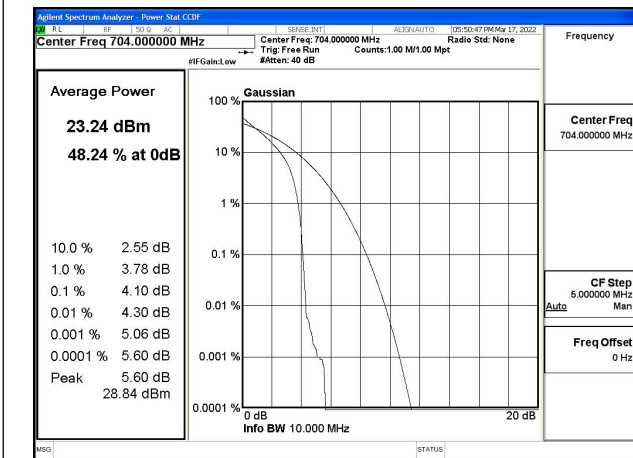 Agilent Spectrum Analyzer - Power Stat CCDF
RL RF 50 Ω AC SENSE:INT ALIGN AUTO 05:50:47 PM Mar 17, 2022
Center Freq 704.000000 MHz
Center Freq: 704.000000 MHz Radio Std: None
Trig: Free Run Counts:1.00 M/1.00 Mpt
#IFGain:Low #Atten: 40 dB
Frequency
Center Freq
704.000000 MHz
CF Step
5.000000 MHz
Auto Man
Freq Offset
0 Hz
Average Power
23.24 dBm
48.24 % at 0dB
10.0 % 2.55 dB
1.0 % 3.78 dB
0.1 % 4.10 dB
0.01 % 4.30 dB
0.001 % 5.06 dB
0.0001 % 5.60 dB
Peak 5.60 dB
28.84 dBm
Gaussian
100 %
10 %
1 %
0.1 %
0.01 %
0.001 %
0.0001 %
0 dB 20 dB
Info BW 10.000 MHz
MSG STATUS